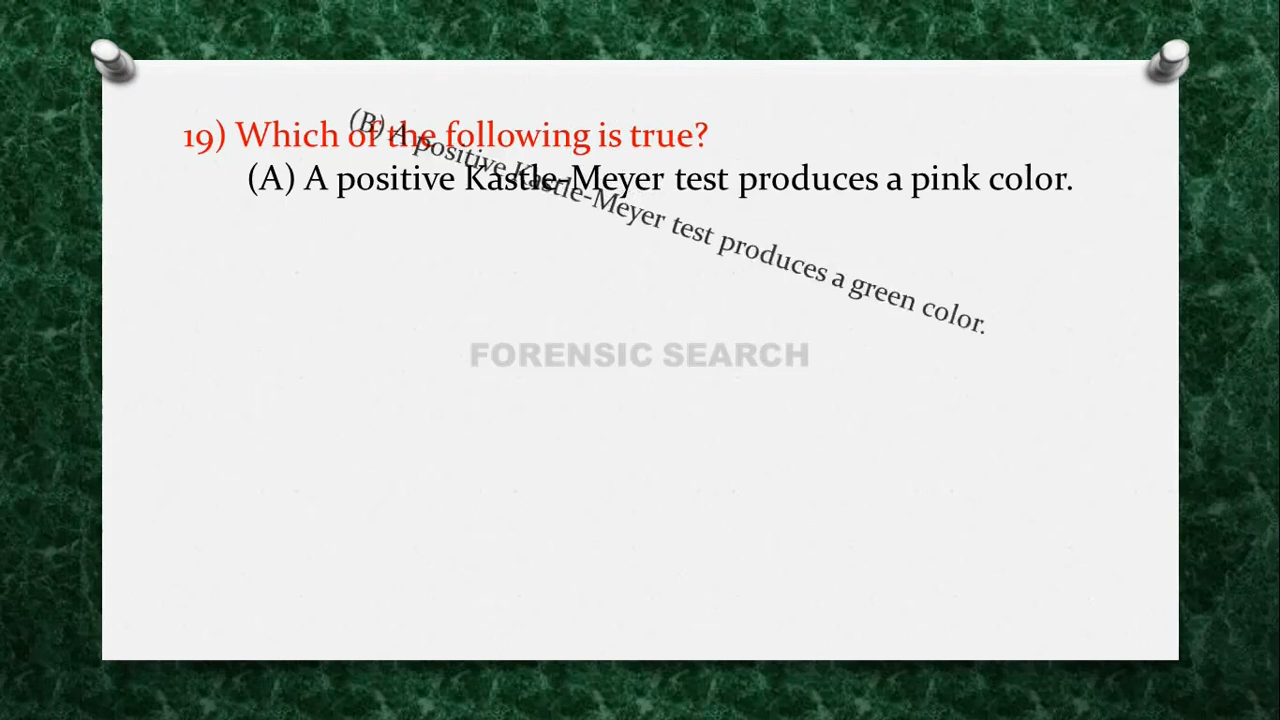 19) Which of the following is true?
(A) A positive Kastle-Meyer test produces a pink color.
(B) A positive Kastle-Meyer test produces a green color.
FORENSIC SEARCH